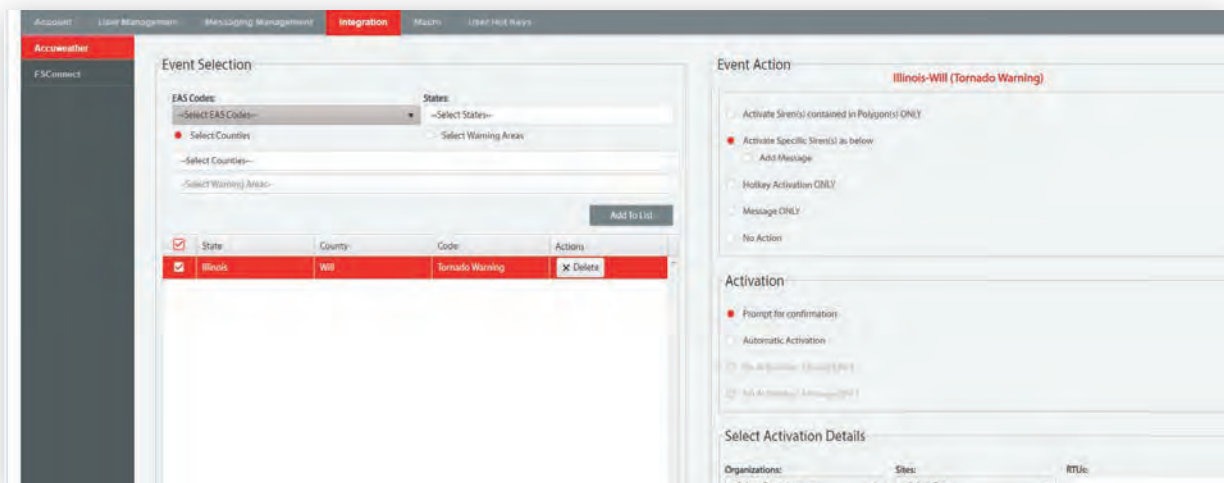 Account User Management Messaging Management Integration Macro User Hot Keys
Accuweather
FSConnect
Event Selection
EAS Codes: States:
--Select EAS Codes-- --Select States--
Select Counties Select Warning Areas
--Select Counties--
--Select Warning Areas--
Add To List
State County Code Actions
Illinois Will Tornado Warning Delete
Event Action
Illinois-Will (Tornado Warning)
Activate Siren(s) contained in Polygon(s) ONLY
Activate Specific Siren(s) as below
Add Message
Hotkey Activation ONLY
Message ONLY
No Action
Activation
Prompt for confirmation
Automatic Activation
Select Activation Details
Organizations: Sites: RTUs: